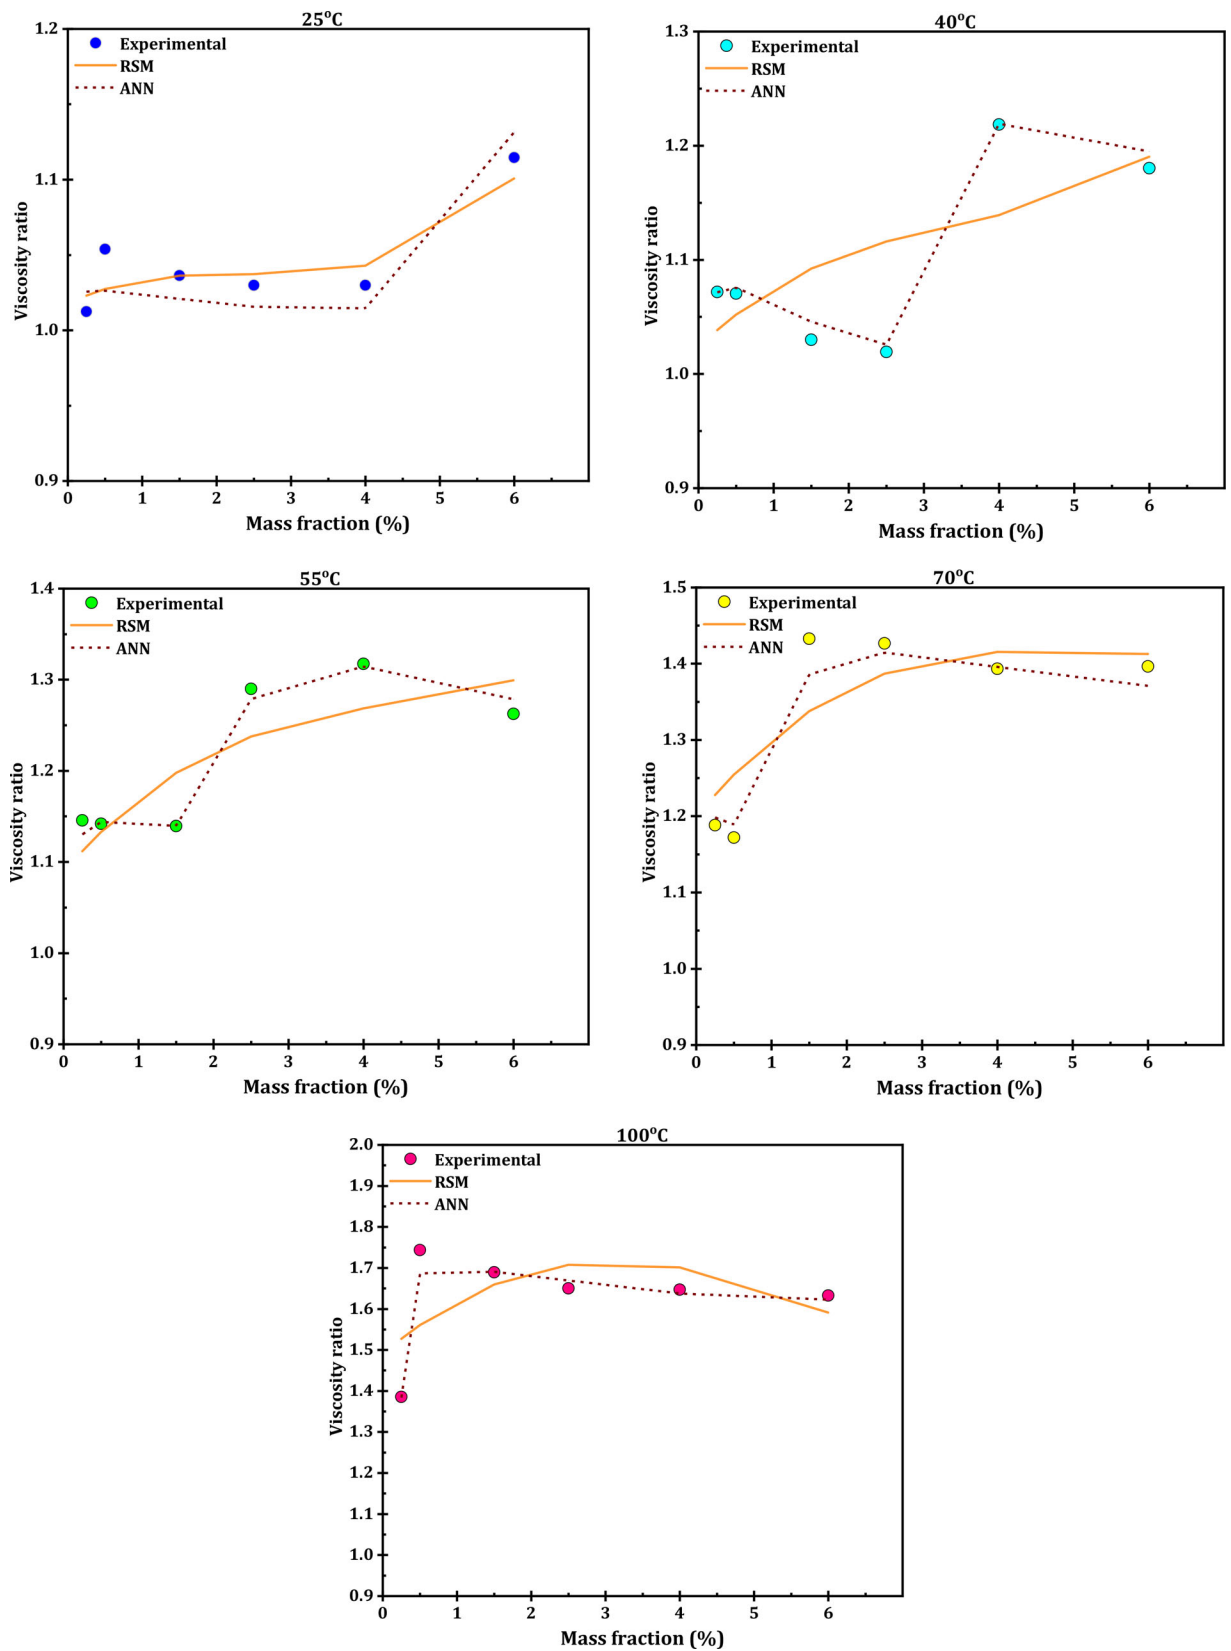 25°C
1.2
Experimental
RSM
ANN
1.1
Viscosity ratio
1.0
0.9
0 1 2 3 4 5 6
Mass fraction (%)
40°C
1.3
Experimental
RSM
ANN
1.2
Viscosity ratio
1.1
1.0
0.9
0 1 2 3 4 5 6
Mass fraction (%)
55°C
1.4
Experimental
RSM
ANN
1.3
1.2
Viscosity ratio
1.1
1.0
0.9
0 1 2 3 4 5 6
Mass fraction (%)
70°C
1.5
Experimental
RSM
ANN
1.4
1.3
Viscosity ratio
1.2
1.1
1.0
0.9
0 1 2 3 4 5 6
Mass fraction (%)
100°C
2.0
Experimental
1.9
RSM
ANN
1.8
1.7
1.6
Viscosity ratio
1.5
1.4
1.3
1.2
1.1
1.0
0.9
0 1 2 3 4 5 6
Mass fraction (%)